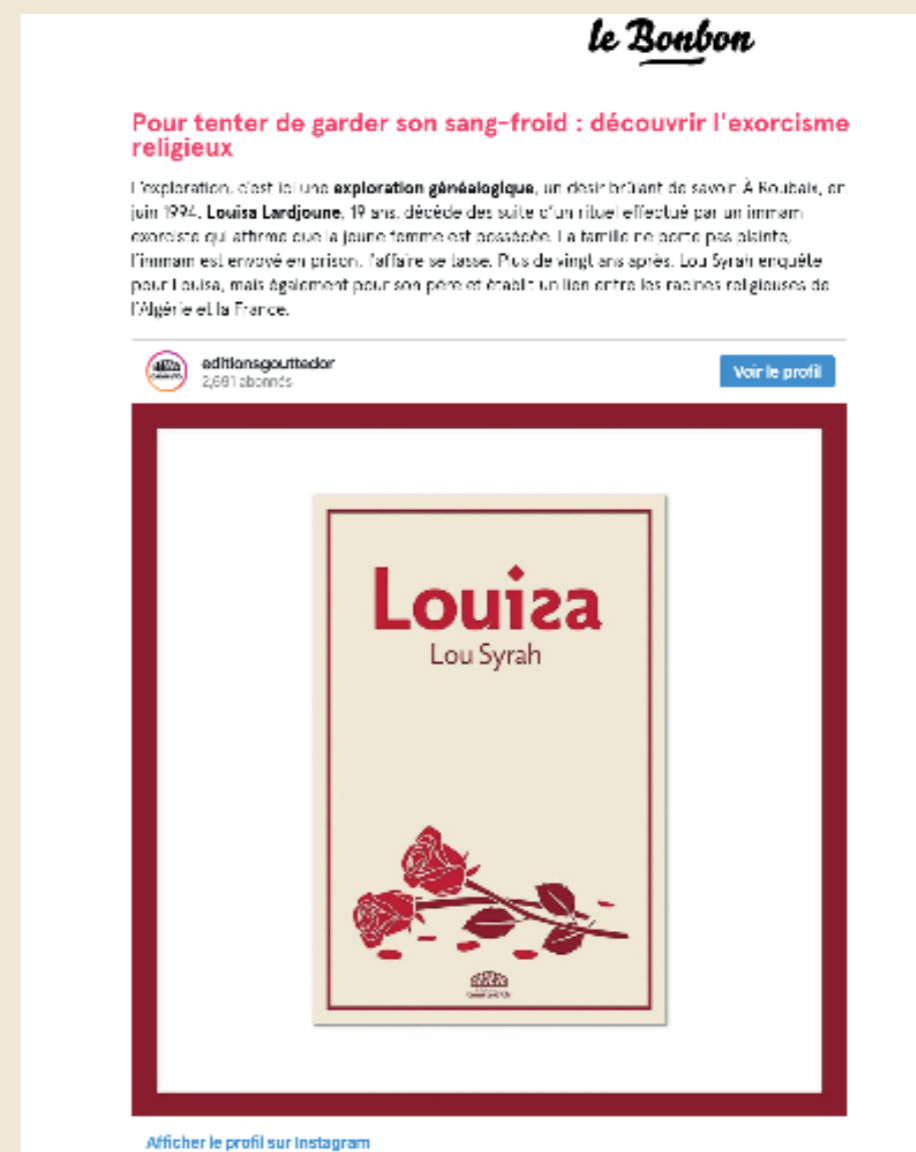 le Bonbon
Pour tenter de garder son sang-froid : découvrir l'exorcisme
religieux
L'exploration, c'est ici une exploration généalogique, un désir brûlant de savoir. À Roubaix, en
juin 1994, Louisa Lardjoune, 19 ans, décède des suite d'un rituel effectué par un immam
exorciste qui affirme que la jeune femme est possédée. La famille ne porte pas plainte,
l'immam est envoyé en prison, l'affaire se tasse. Plus de vingt ans après, Lou Syrah enquête
pour Louisa, mais également pour son père et établit un lien entre les racines religieuses de
l'Algérie et la France.
editionsgouttedor
2,691 abonnés
Voir le profil
Louisa
Lou Syrah
Afficher le profil sur Instagram